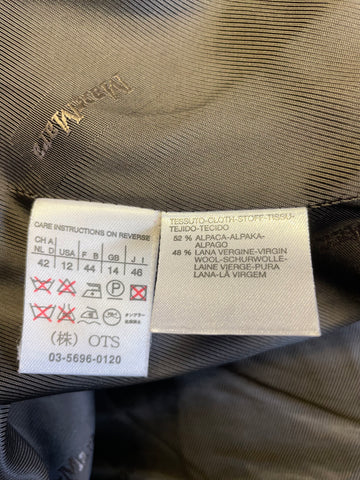 MaxMara
CARE INSTRUCTIONS ON REVERSE
CH A NL D USA F B GB J I
42 12 44 14 46
P
(株) OTS
03-5696-0120
TESSUTO-CLOTH-STOFF-TISSU-
TEJIDO-TECIDO
52 % ALPACA-ALPAKA-
ALPAGO
48 % LANA VERGINE-VIRGIN
WOOL-SCHURWOLLE-
LAINE VIERGE-PURA
LANA-LÃ VIRGEM